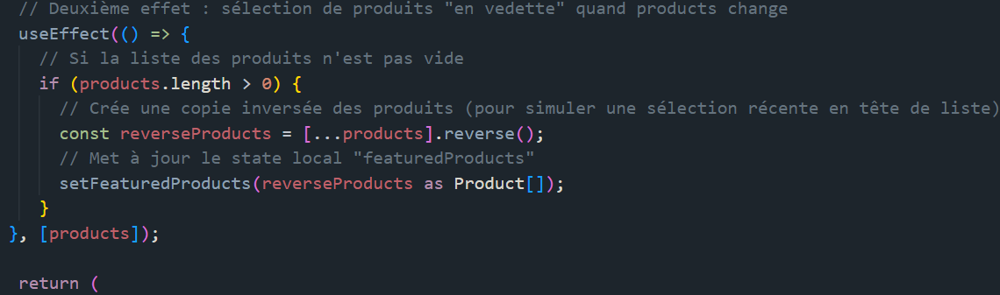 // Deuxième effet : sélection de produits "en vedette" quand products change
useEffect(() => {
// Si la liste des produits n'est pas vide
if (products.length > 0) {
// Crée une copie inversée des produits (pour simuler une sélection récente en tête de liste)
const reverseProducts = [...products].reverse();
// Met à jour le state local "featuredProducts"
setFeaturedProducts(reverseProducts as Product[]);
}
}, [products]);
return (